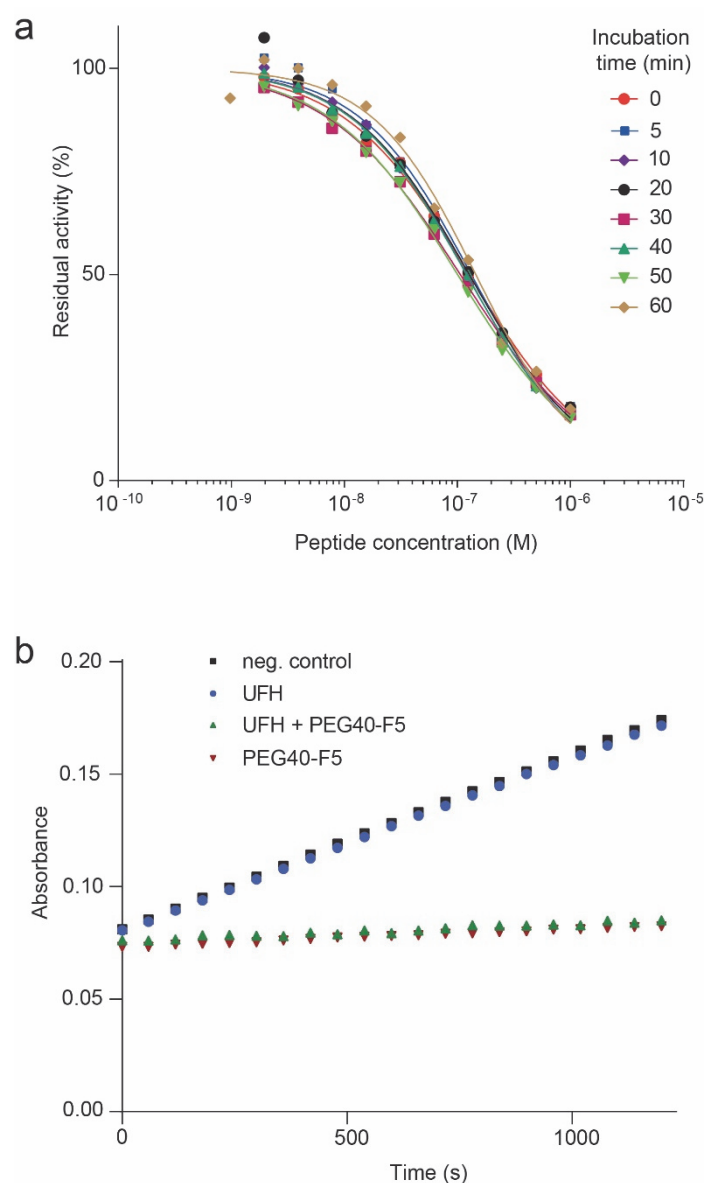 a
Incubation
time (min)
0
5
10
20
30
40
50
60
100
50
0
Residual activity (%)
10-10
10-9
10-8
10-7
10-6
10-5
Peptide concentration (M)
b
neg. control
UFH
UFH + PEG40-F5
PEG40-F5
0.20
0.15
0.10
0.05
0.00
Absorbance
0
500
1000
Time (s)